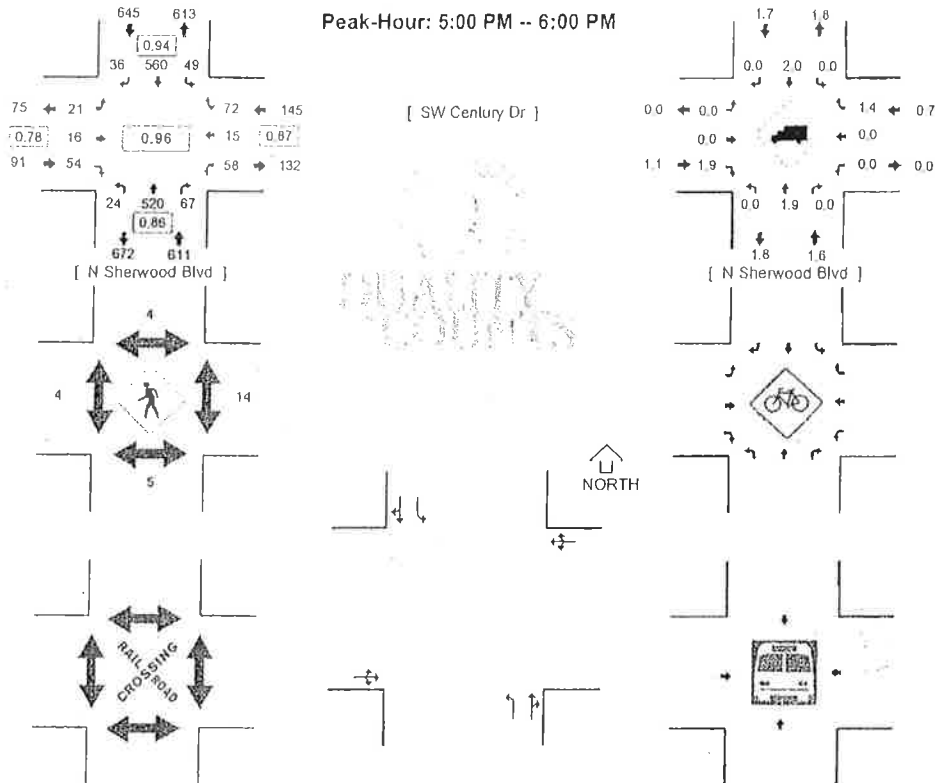 Peak-Hour: 5:00 PM -- 6:00 PM
645 613
0.94
36 560 49
75 21 72 145
0.78 16 0.96 15 0.87
91 54 58 132
24 520 67
0.86
672 611
[ N Sherwood Blvd ]
[ SW Century Dr ]
1.7 1.8
0.0 2.0 0.0
0.0 0.0 1.4 0.7
0.0 0.0
1.1 1.9 0.0 0.0
0.0 1.9 0.0
1.8 1.6
[ N Sherwood Blvd ]
4
4 14
5
NORTH
RAILROAD
CROSSING